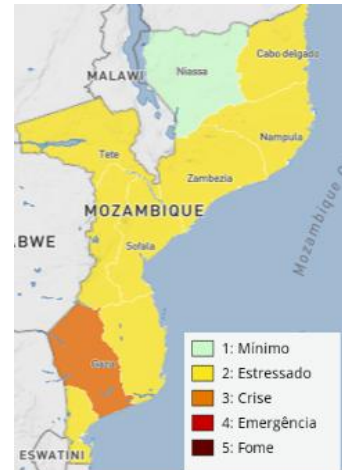 Cabo delgado
MALAWI
Niassa
Nampula
Tete
Zambezia
MOZAMBIQUE
ABWE
Sofala
Mozambique
Gaza
ESWATINI
1: Mínimo
2: Estressado
3: Crise
4: Emergência
5: Fome